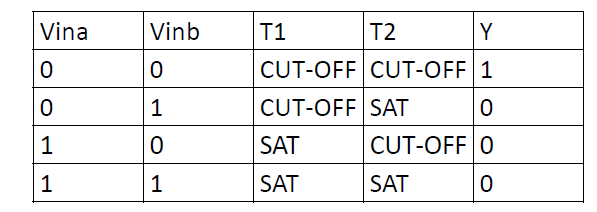 Vina Vinb T1 T2 Y
0 0 CUT-OFF CUT-OFF 1
0 1 CUT-OFF SAT 0
1 0 SAT CUT-OFF 0
1 1 SAT SAT 0